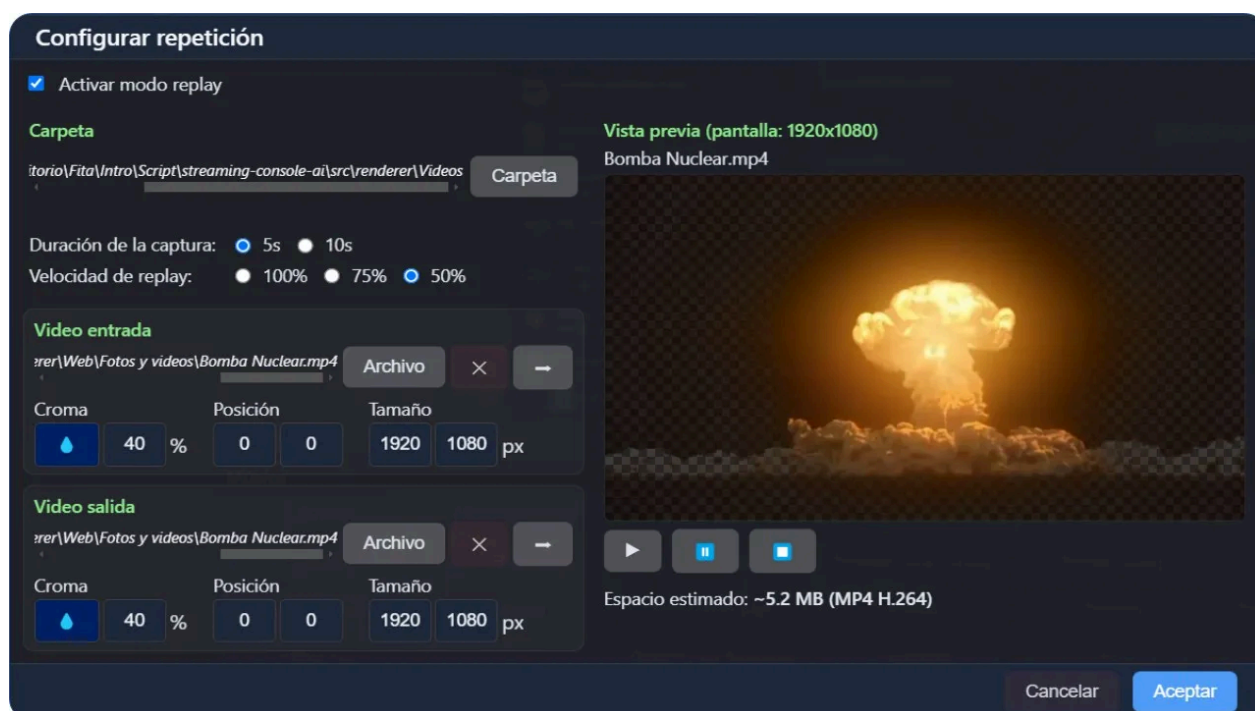 Configurar repetición
Activar modo replay
Carpeta
itorio\Fita\Intro\Script\streaming-console-ai\src\renderer\Videos
Carpeta
Duración de la captura: 5s 10s
Velocidad de replay: 100% 75% 50%
Video entrada
erer\Web\Fotos y videos\Bomba Nuclear.mp4
Archivo
Croma Posición Tamaño
40 % 0 0 1920 1080 px
Video salida
erer\Web\Fotos y videos\Bomba Nuclear.mp4
Archivo
Croma Posición Tamaño
40 % 0 0 1920 1080 px
Vista previa (pantalla: 1920x1080)
Bomba Nuclear.mp4
Espacio estimado: ~5.2 MB (MP4 H.264)
Cancelar
Aceptar